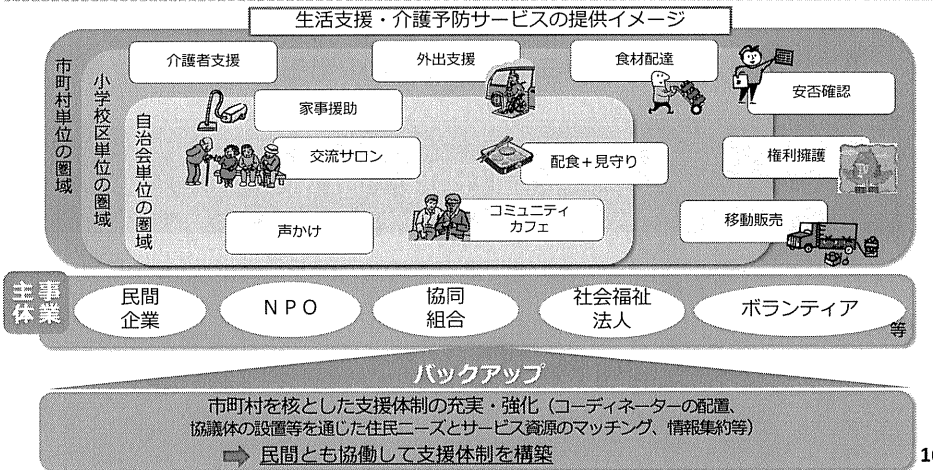 生活支援・介護予防サービスの提供イメージ
市町村単位の圏域
小学校区単位の圏域
自治会単位の圏域
介護者支援
外出支援
食材配達
安否確認
家事援助
交流サロン
配食+見守り
権利擁護
声かけ
コミュニティ
カフェ
移動販売
事業
主体
民間
企業
NPO
協同
組合
社会福祉
法人
ボランティア
等
バックアップ
市町村を核とした支援体制の充実・強化(コーディネーターの配置、
協議体の設置等を通じた住民ニーズとサービス資源のマッチング、情報集約等)
➡ 民間とも協働して支援体制を構築
16